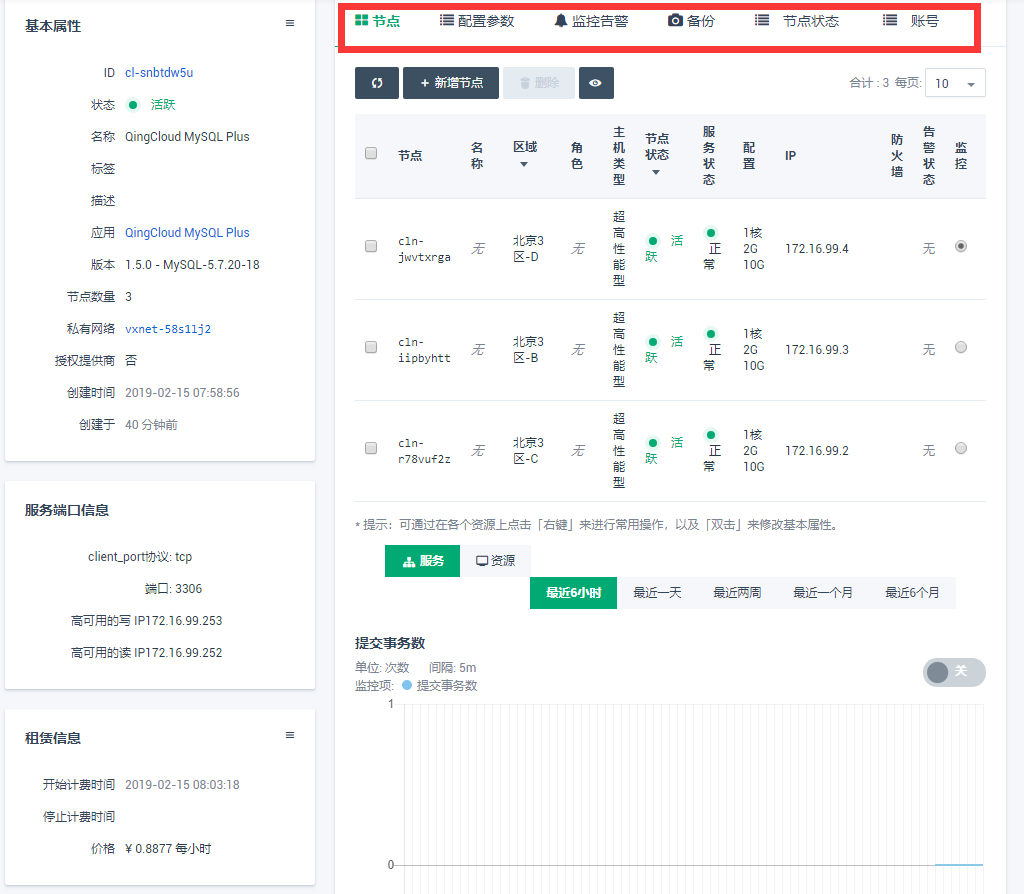 基本属性
ID cl-snbtdw5u
状态 活跃
名称 QingCloud MySQL Plus
标签
描述
应用 QingCloud MySQL Plus
版本 1.5.0 - MySQL-5.7.20-18
节点数量 3
私有网络 vxnet-58s1lj2
授权提供商 否
创建时间 2019-02-15 07:58:56
创建于 40 分钟前
服务端口信息
client_port协议: tcp
端口: 3306
高可用的写 IP172.16.99.253
高可用的读 IP172.16.99.252
租赁信息
开始计费时间 2019-02-15 08:03:18
停止计费时间
价格 ¥ 0.8877 每小时
节点 配置参数 监控告警 备份 节点状态 账号
+ 新增节点 删除 合计 : 3 每页: 10
节点 名称 区域 角色 主机类型 节点状态 服务状态 配置 IP 防火墙 告警状态 监控
cln-jwvtxrga 无 北京3区-D 无 超高性能型 活跃 正常 1核 2G 10G 172.16.99.4 无
cln-iipbyhtt 无 北京3区-B 无 超高性能型 活跃 正常 1核 2G 10G 172.16.99.3 无
cln-r78vuf2z 无 北京3区-C 无 超高性能型 活跃 正常 1核 2G 10G 172.16.99.2 无
* 提示: 可通过在各个资源上点击「右键」来进行常用操作，以及「双击」来修改基本属性。
服务 资源
最近6小时 最近一天 最近两周 最近一个月 最近6个月
提交事务数
单位: 次数 间隔: 5m
监控项: 提交事务数
关
1
0